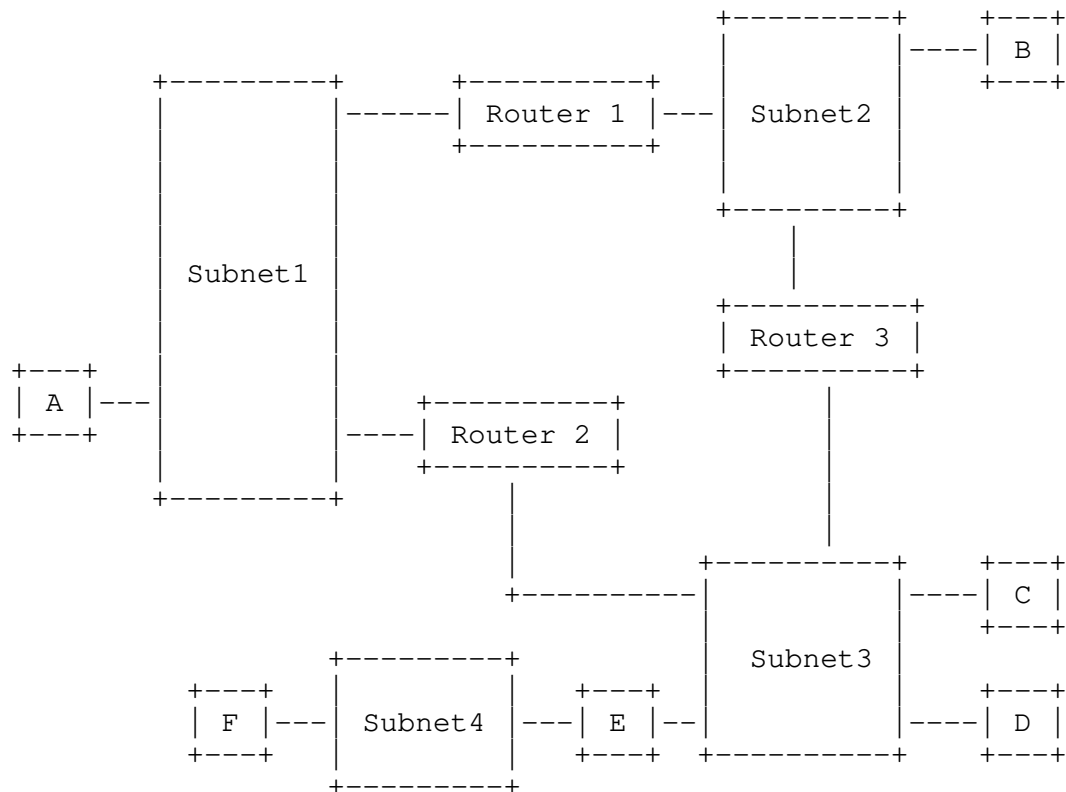 B
Router 1
Subnet2
Subnet1
Router 3
A
Router 2
C
Subnet3
F
Subnet4
E
D